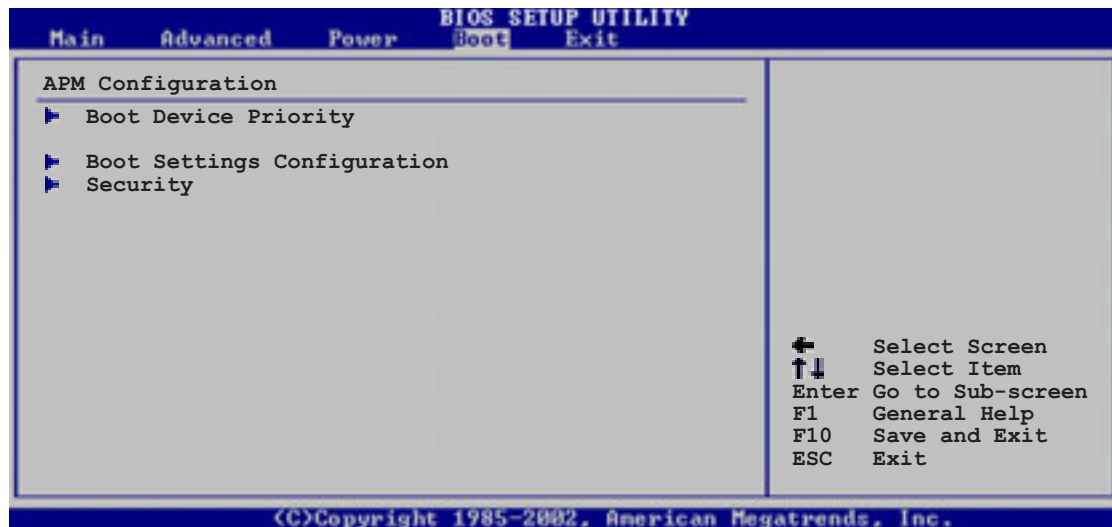 BIOS SETUP UTILITY
Main Advanced Power Boot Exit
APM Configuration
Boot Device Priority
Boot Settings Configuration
Security
Select Screen
Select Item
Enter Go to Sub-screen
F1 General Help
F10 Save and Exit
ESC Exit
(C)Copyright 1985-2002, American Megatrends, Inc.